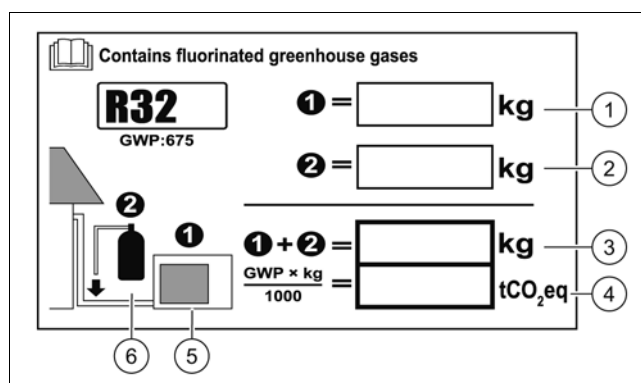 Contains fluorinated greenhouse gases
R32
GWP:675
❶ = kg ①
❷ = kg ②
❶ + ❷ = kg ③
GWP × kg
1000
= tCO₂eq ④
❷
❶
⑥ ⑤